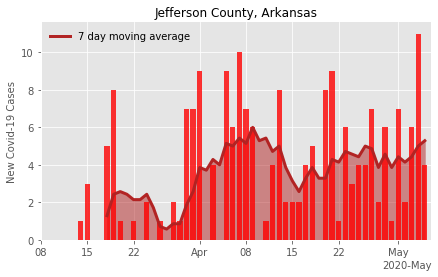 Jefferson County, Arkansas
7 day moving average
New Covid-19 Cases
10
8
6
4
2
0
08
15
22
Apr
08
15
22
May
2020-May